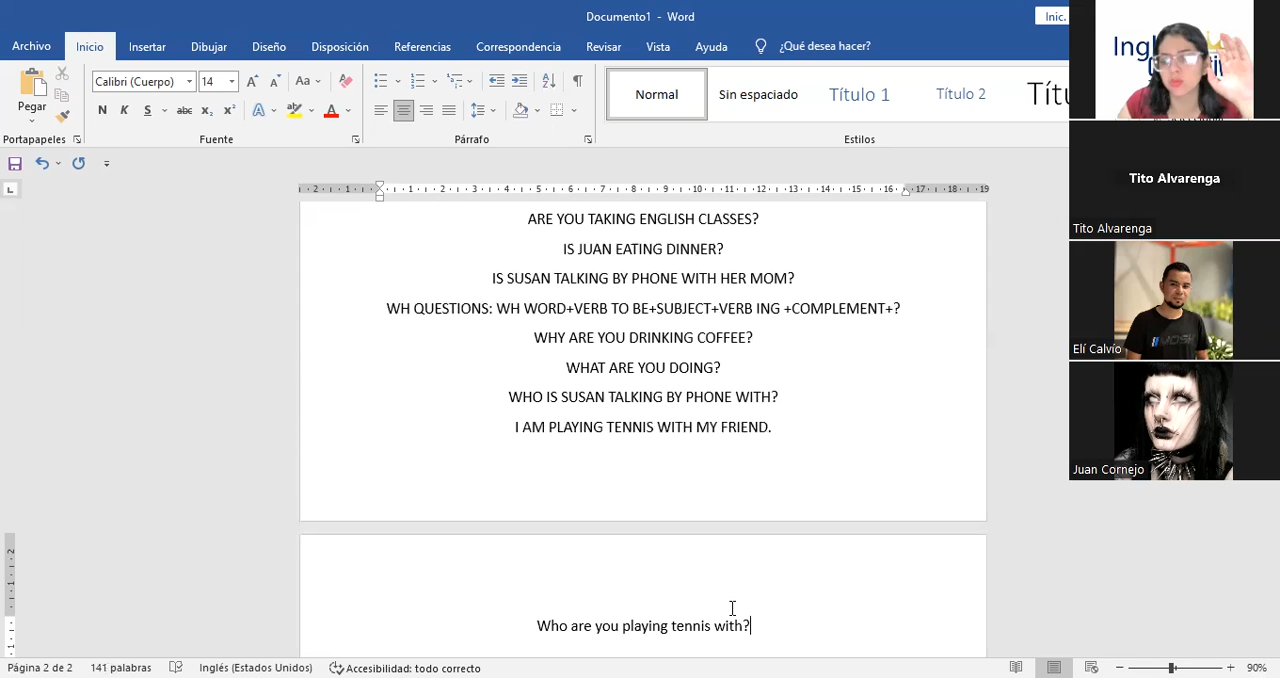 Documento1 - Word
Inic.
Archivo Inicio Insertar Dibujar Diseño Disposición Referencias Correspondencia Revisar Vista Ayuda ¿Qué desea hacer?
Pegar
Calibri (Cuerpo) 14
Normal Sin espaciado Título 1 Título 2
Portapapeles Fuente Párrafo Estilos
ARE YOU TAKING ENGLISH CLASSES?
IS JUAN EATING DINNER?
IS SUSAN TALKING BY PHONE WITH HER MOM?
WH QUESTIONS: WH WORD+VERB TO BE+SUBJECT+VERB ING +COMPLEMENT+?
WHY ARE YOU DRINKING COFFEE?
WHAT ARE YOU DOING?
WHO IS SUSAN TALKING BY PHONE WITH?
I AM PLAYING TENNIS WITH MY FRIEND.
Who are you playing tennis with?
Página 2 de 2 141 palabras Inglés (Estados Unidos) Accesibilidad: todo correcto 90%
Tito Alvarenga
Tito Alvarenga
Elí Calvío
Juan Cornejo